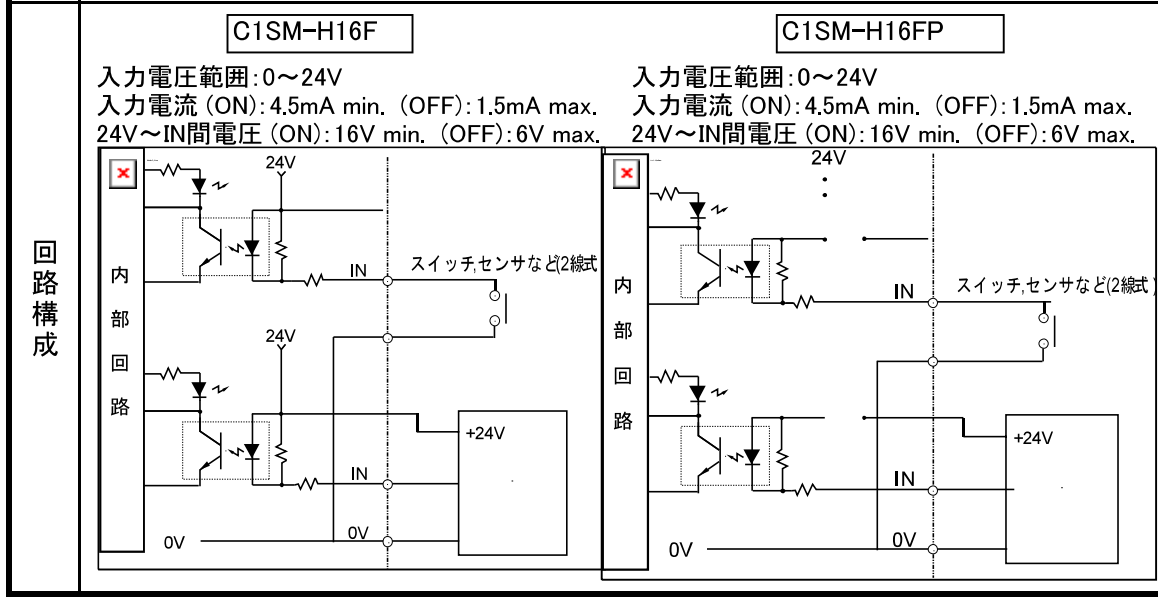 回路構成
C1SM-H16F
入力電圧範囲:0~24V
入力電流 (ON):4.5mA min. (OFF):1.5mA max.
24V~IN間電圧 (ON):16V min. (OFF):6V max.
内部回路
24V
IN
スイッチ,センサなど(2線式
24V
+24V
IN
0V
0V
C1SM-H16FP
入力電圧範囲:0~24V
入力電流 (ON):4.5mA min. (OFF):1.5mA max.
24V~IN間電圧 (ON):16V min. (OFF):6V max.
内部回路
24V
IN
スイッチ,センサなど(2線式)
+24V
IN
0V
0V